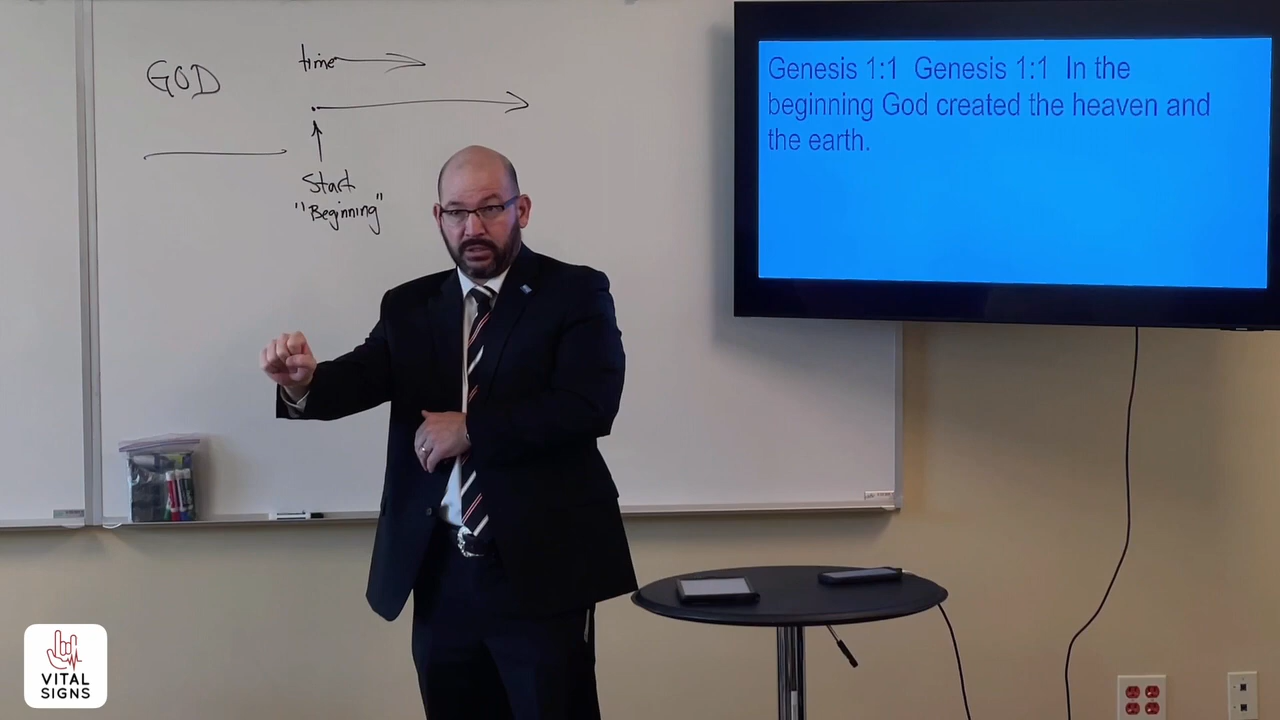 GOD
time
Start
"Beginning"
Genesis 1:1 Genesis 1:1 In the
beginning God created the heaven and
the earth.
VITAL
SIGNS